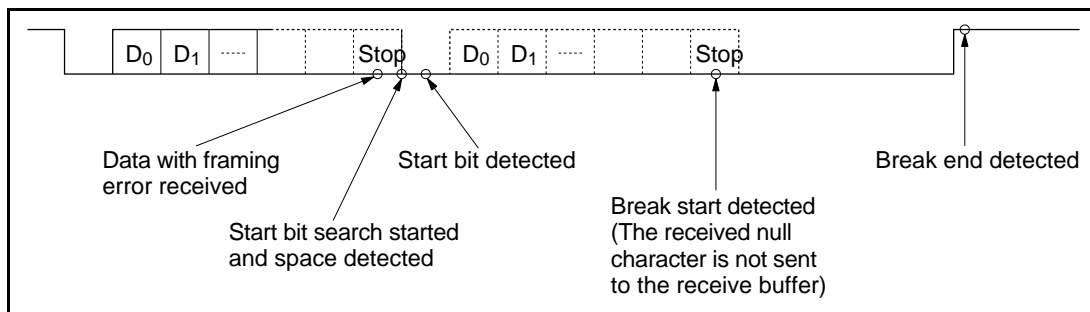 D0 D1 ..... Stop D0 D1 ..... Stop
Data with framing
error received
Start bit search started
and space detected
Start bit detected
Break start detected
(The received null
character is not sent
to the receive buffer)
Break end detected